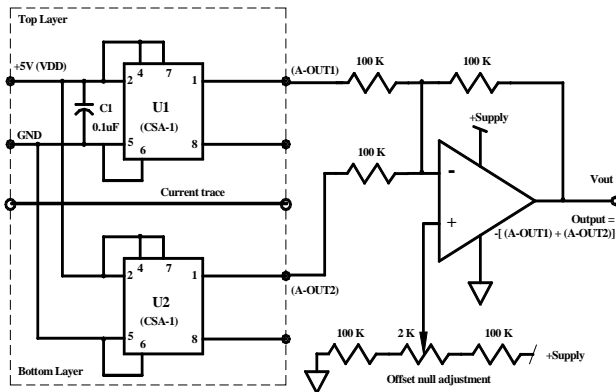 Top Layer
+5V (VDD)
C1
0.1uF
GND
2
4
7
1
U1
(CSA-1)
5
6
8
(A-OUT1)
100 K
100 K
+Supply
100 K
-
+
Vout
Output =
-[ (A-OUT1) + (A-OUT2)]
Current trace
2
4
7
1
U2
(CSA-1)
5
6
8
(A-OUT2)
100 K
2 K
100 K
+Supply
Offset null adjustment
Bottom Layer